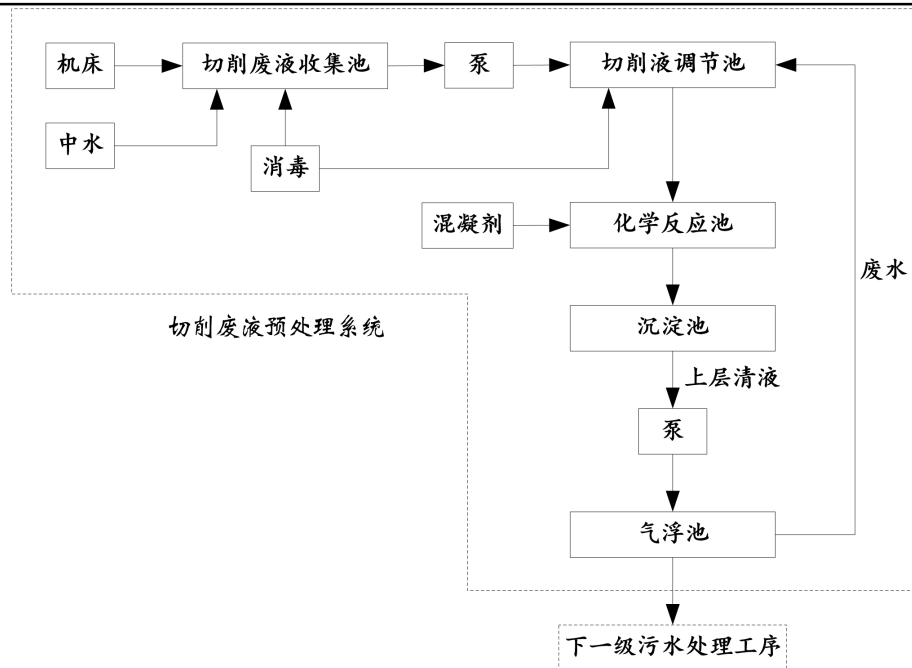 机床
切削废液收集池
泵
切削液调节池
中水
消毒
混凝剂
化学反应池
废水
切削废液预处理系统
沉淀池
上层清液
泵
气浮池
下一级污水处理工序